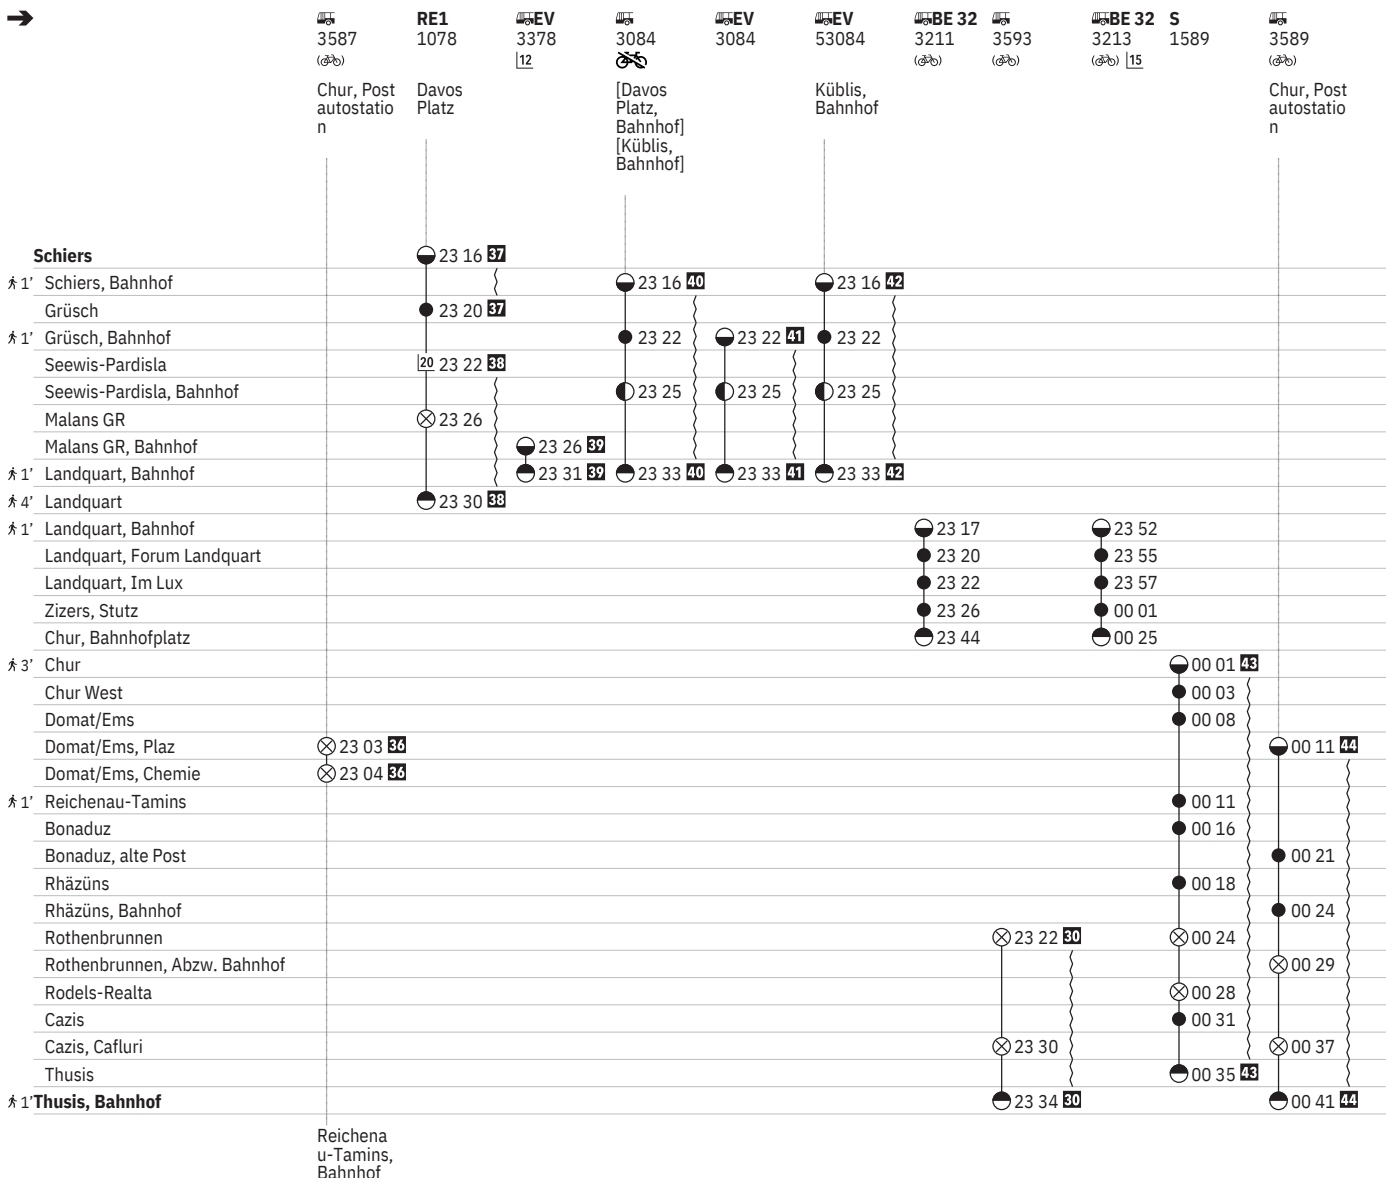 RE1 EV EV EV BE 32 BE 32 S
3587 1078 3378 3084 3084 53084 3211 3593 3213 1589 3589
12 15
Chur, Post Davos [Davos Küblis, Chur, Post
autostatio Platz Platz, Bahnhof autostatio
n Bahnhof] n
[Küblis,
Bahnhof]
Schiers 23 16 37
1’ Schiers, Bahnhof 23 16 40 23 16 42
Grüsch 23 20 37
1’ Grüsch, Bahnhof 23 22 23 22 41 23 22
Seewis-Pardisla 20 23 22 38
Seewis-Pardisla, Bahnhof 23 25 23 25 23 25
Malans GR 23 26
Malans GR, Bahnhof 23 26 39
1’ Landquart, Bahnhof 23 31 39 23 33 40 23 33 41 23 33 42
4’ Landquart 23 30 38
1’ Landquart, Bahnhof 23 17 23 52
Landquart, Forum Landquart 23 20 23 55
Landquart, Im Lux 23 22 23 57
Zizers, Stutz 23 26 00 01
Chur, Bahnhofplatz 23 44 00 25
3’ Chur 00 01 43
Chur West 00 03
Domat/Ems 00 08
Domat/Ems, Plaz 23 03 36 00 11 44
Domat/Ems, Chemie 23 04 36
1’ Reichenau-Tamins 00 11
Bonaduz 00 16
Bonaduz, alte Post 00 21
Rhäzüns 00 18
Rhäzüns, Bahnhof 00 24
Rothenbrunnen 23 22 30 00 24
Rothenbrunnen, Abzw. Bahnhof 00 29
Rodels-Realta 00 28
Cazis 00 31
Cazis, Cafluri 23 30 00 37
Thusis 00 35 43
1’ Thusis, Bahnhof 23 34 30 00 41 44
Reichena
u-Tamins,
Bahnhof